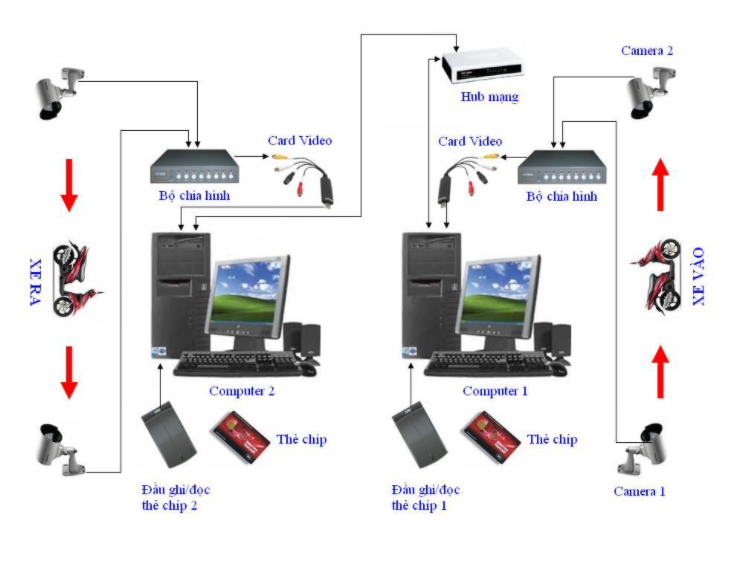 Camera 2
Hub mạng
Card Video
Card Video
Bộ chia hình
Bộ chia hình
XE RA
XE VÀO
Computer 2
Computer 1
Thẻ chíp
Thẻ chíp
Đầu ghi/đọc
thẻ chíp 2
Đầu ghi/đọc
thẻ chíp 1
Camera 1